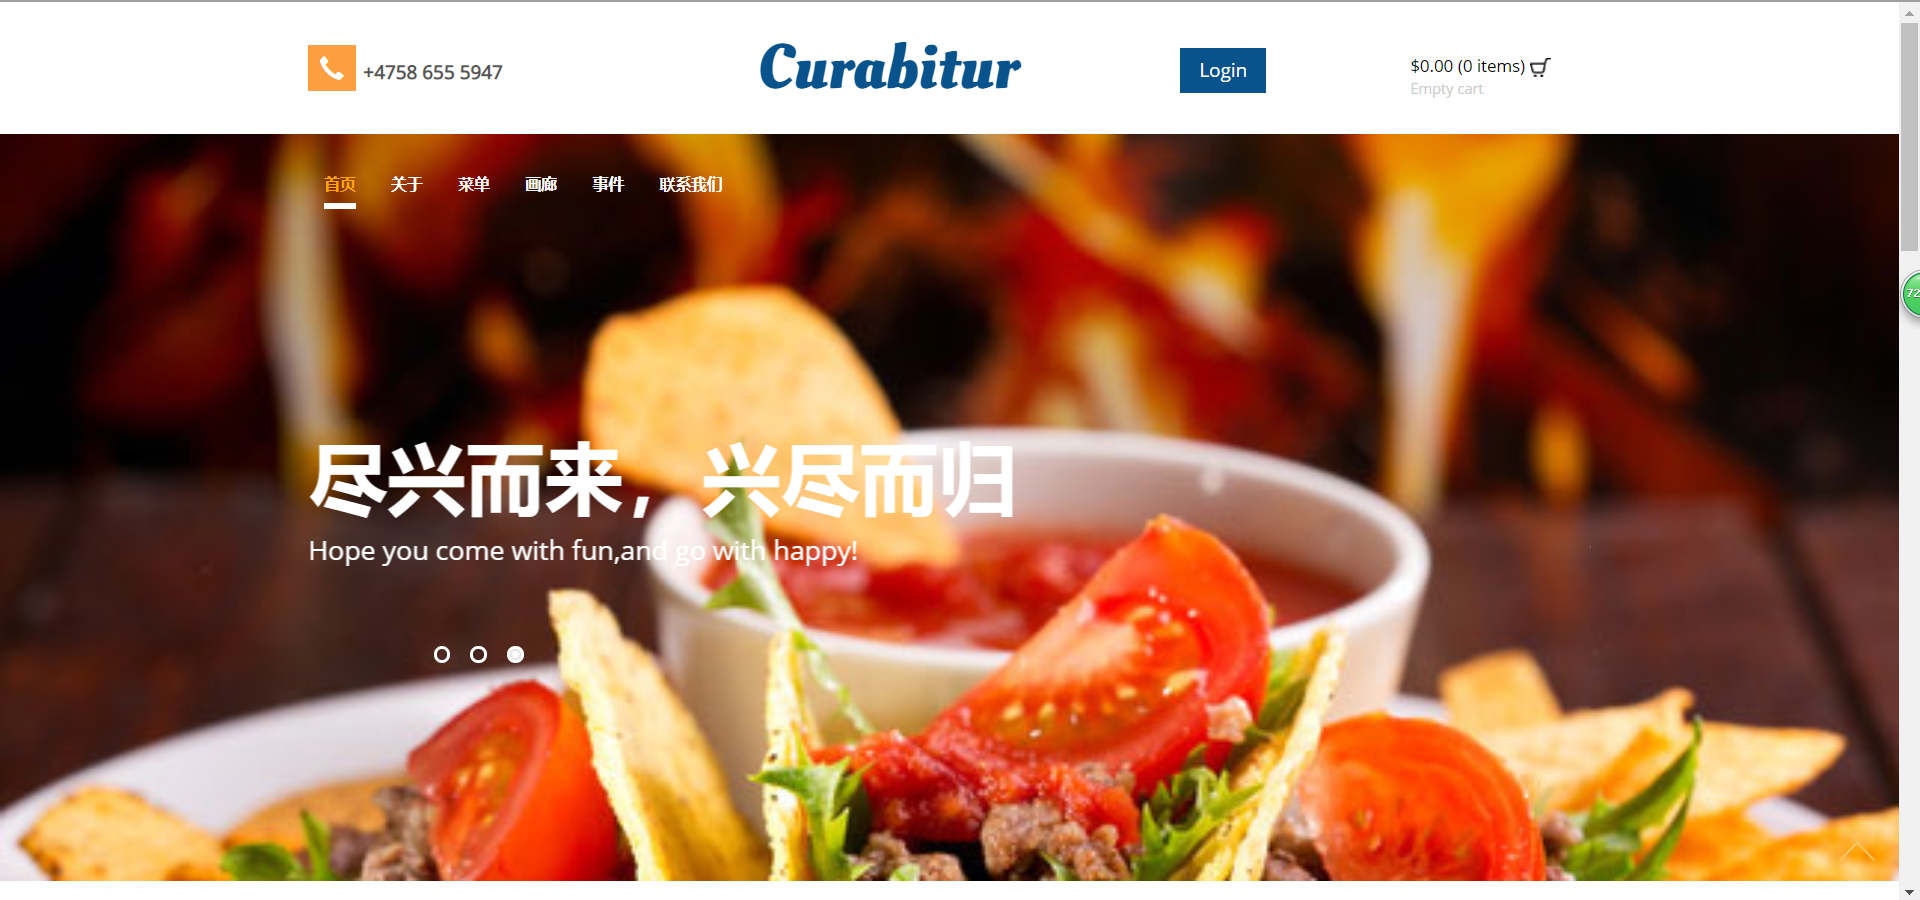 +4758 655 5947
Curabitur
Login
$0.00 (0 items)
Empty cart
首页 关于 菜单 画廊 事件 联系我们
72
尽兴而来，兴尽而归
Hope you come with fun,and go with happy!